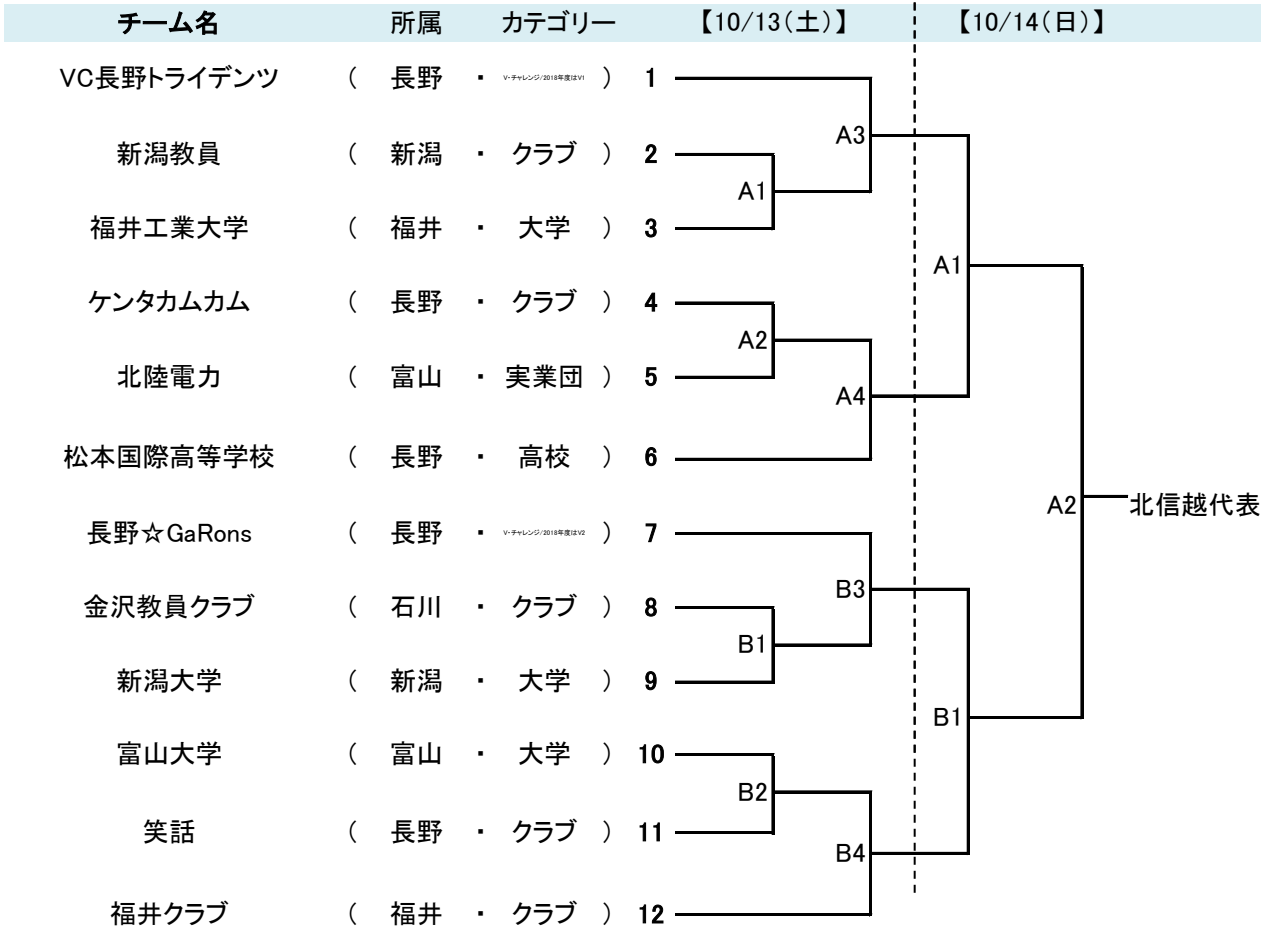 チーム名 所属 カテゴリー 【10/13(土)】 【10/14(日)】
VC長野トライデンツ ( 長野 ・ V・チャレンジ/2018年度はV1 ) 1
A3
新潟教員 ( 新潟 ・ クラブ ) 2
A1
福井工業大学 ( 福井 ・ 大学 ) 3
A1
ケンタカムカム ( 長野 ・ クラブ ) 4
A2
北陸電力 ( 富山 ・ 実業団 ) 5
A4
松本国際高等学校 ( 長野 ・ 高校 ) 6
A2 北信越代表
長野☆GaRons ( 長野 ・ V・チャレンジ/2018年度はV2 ) 7
B3
金沢教員クラブ ( 石川 ・ クラブ ) 8
B1
新潟大学 ( 新潟 ・ 大学 ) 9
B1
富山大学 ( 富山 ・ 大学 ) 10
B2
笑話 ( 長野 ・ クラブ ) 11
B4
福井クラブ ( 福井 ・ クラブ ) 12